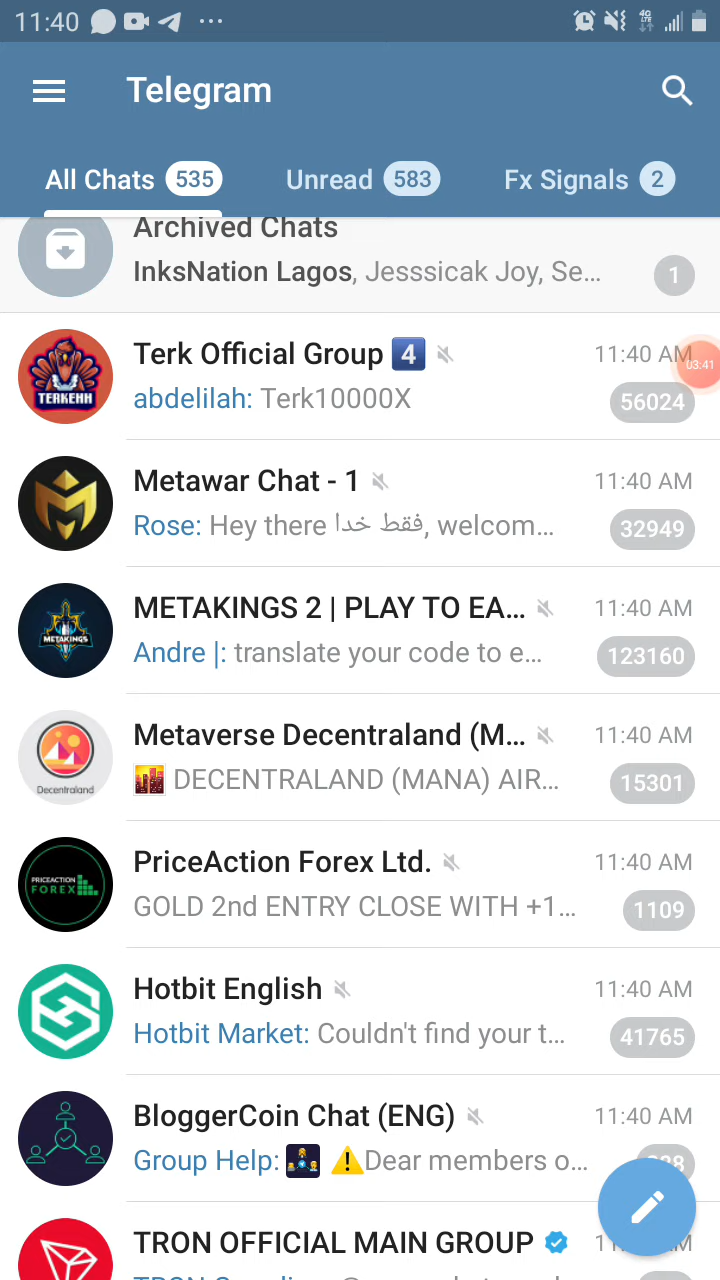 11:40
4G
LTE
Telegram
All Chats 535 Unread 583 Fx Signals 2
Archived Chats
InksNation Lagos, Jesssicak Joy, Se... 1
Terk Official Group 4️⃣ 11:40 AM
03:41
TERKEHH
abdelilah: Terk10000X 56024
Metawar Chat - 1 11:40 AM
Rose: Hey there فقط خدا, welcom... 32949
METAKINGS 2 | PLAY TO EA... 11:40 AM
METAKINGS
Andre |: translate your code to e... 123160
Metaverse Decentraland (M... 11:40 AM
Decentraland
🌇 DECENTRALAND (MANA) AIR... 15301
PriceAction Forex Ltd. 11:40 AM
PRICEACTION
FOREX
GOLD 2nd ENTRY CLOSE WITH +1... 1109
Hotbit English 11:40 AM
Hotbit Market: Couldn't find your t... 41765
BloggerCoin Chat (ENG) 11:40 AM
Group Help: ⚠️Dear members o...
TRON OFFICIAL MAIN GROUP